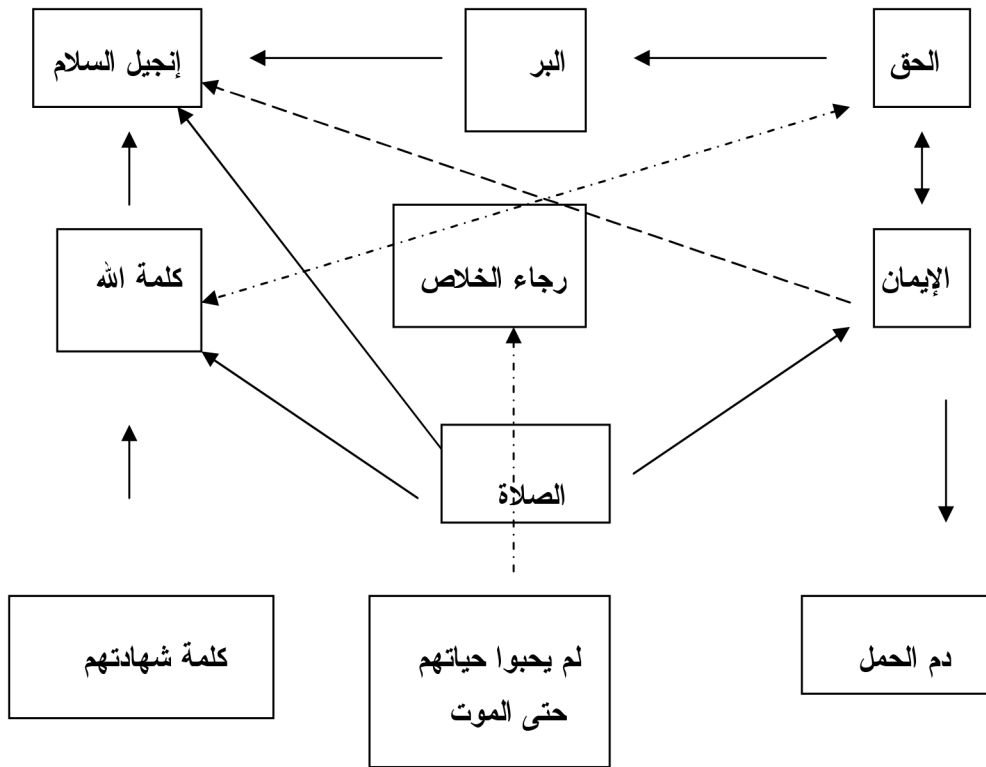 الحق
البر
إنجيل السلام
الإيمان
رجاء الخلاص
كلمة الله
الصلاة
دم الحمل
لم يحبوا حياتهم
حتى الموت
كلمة شهادتهم